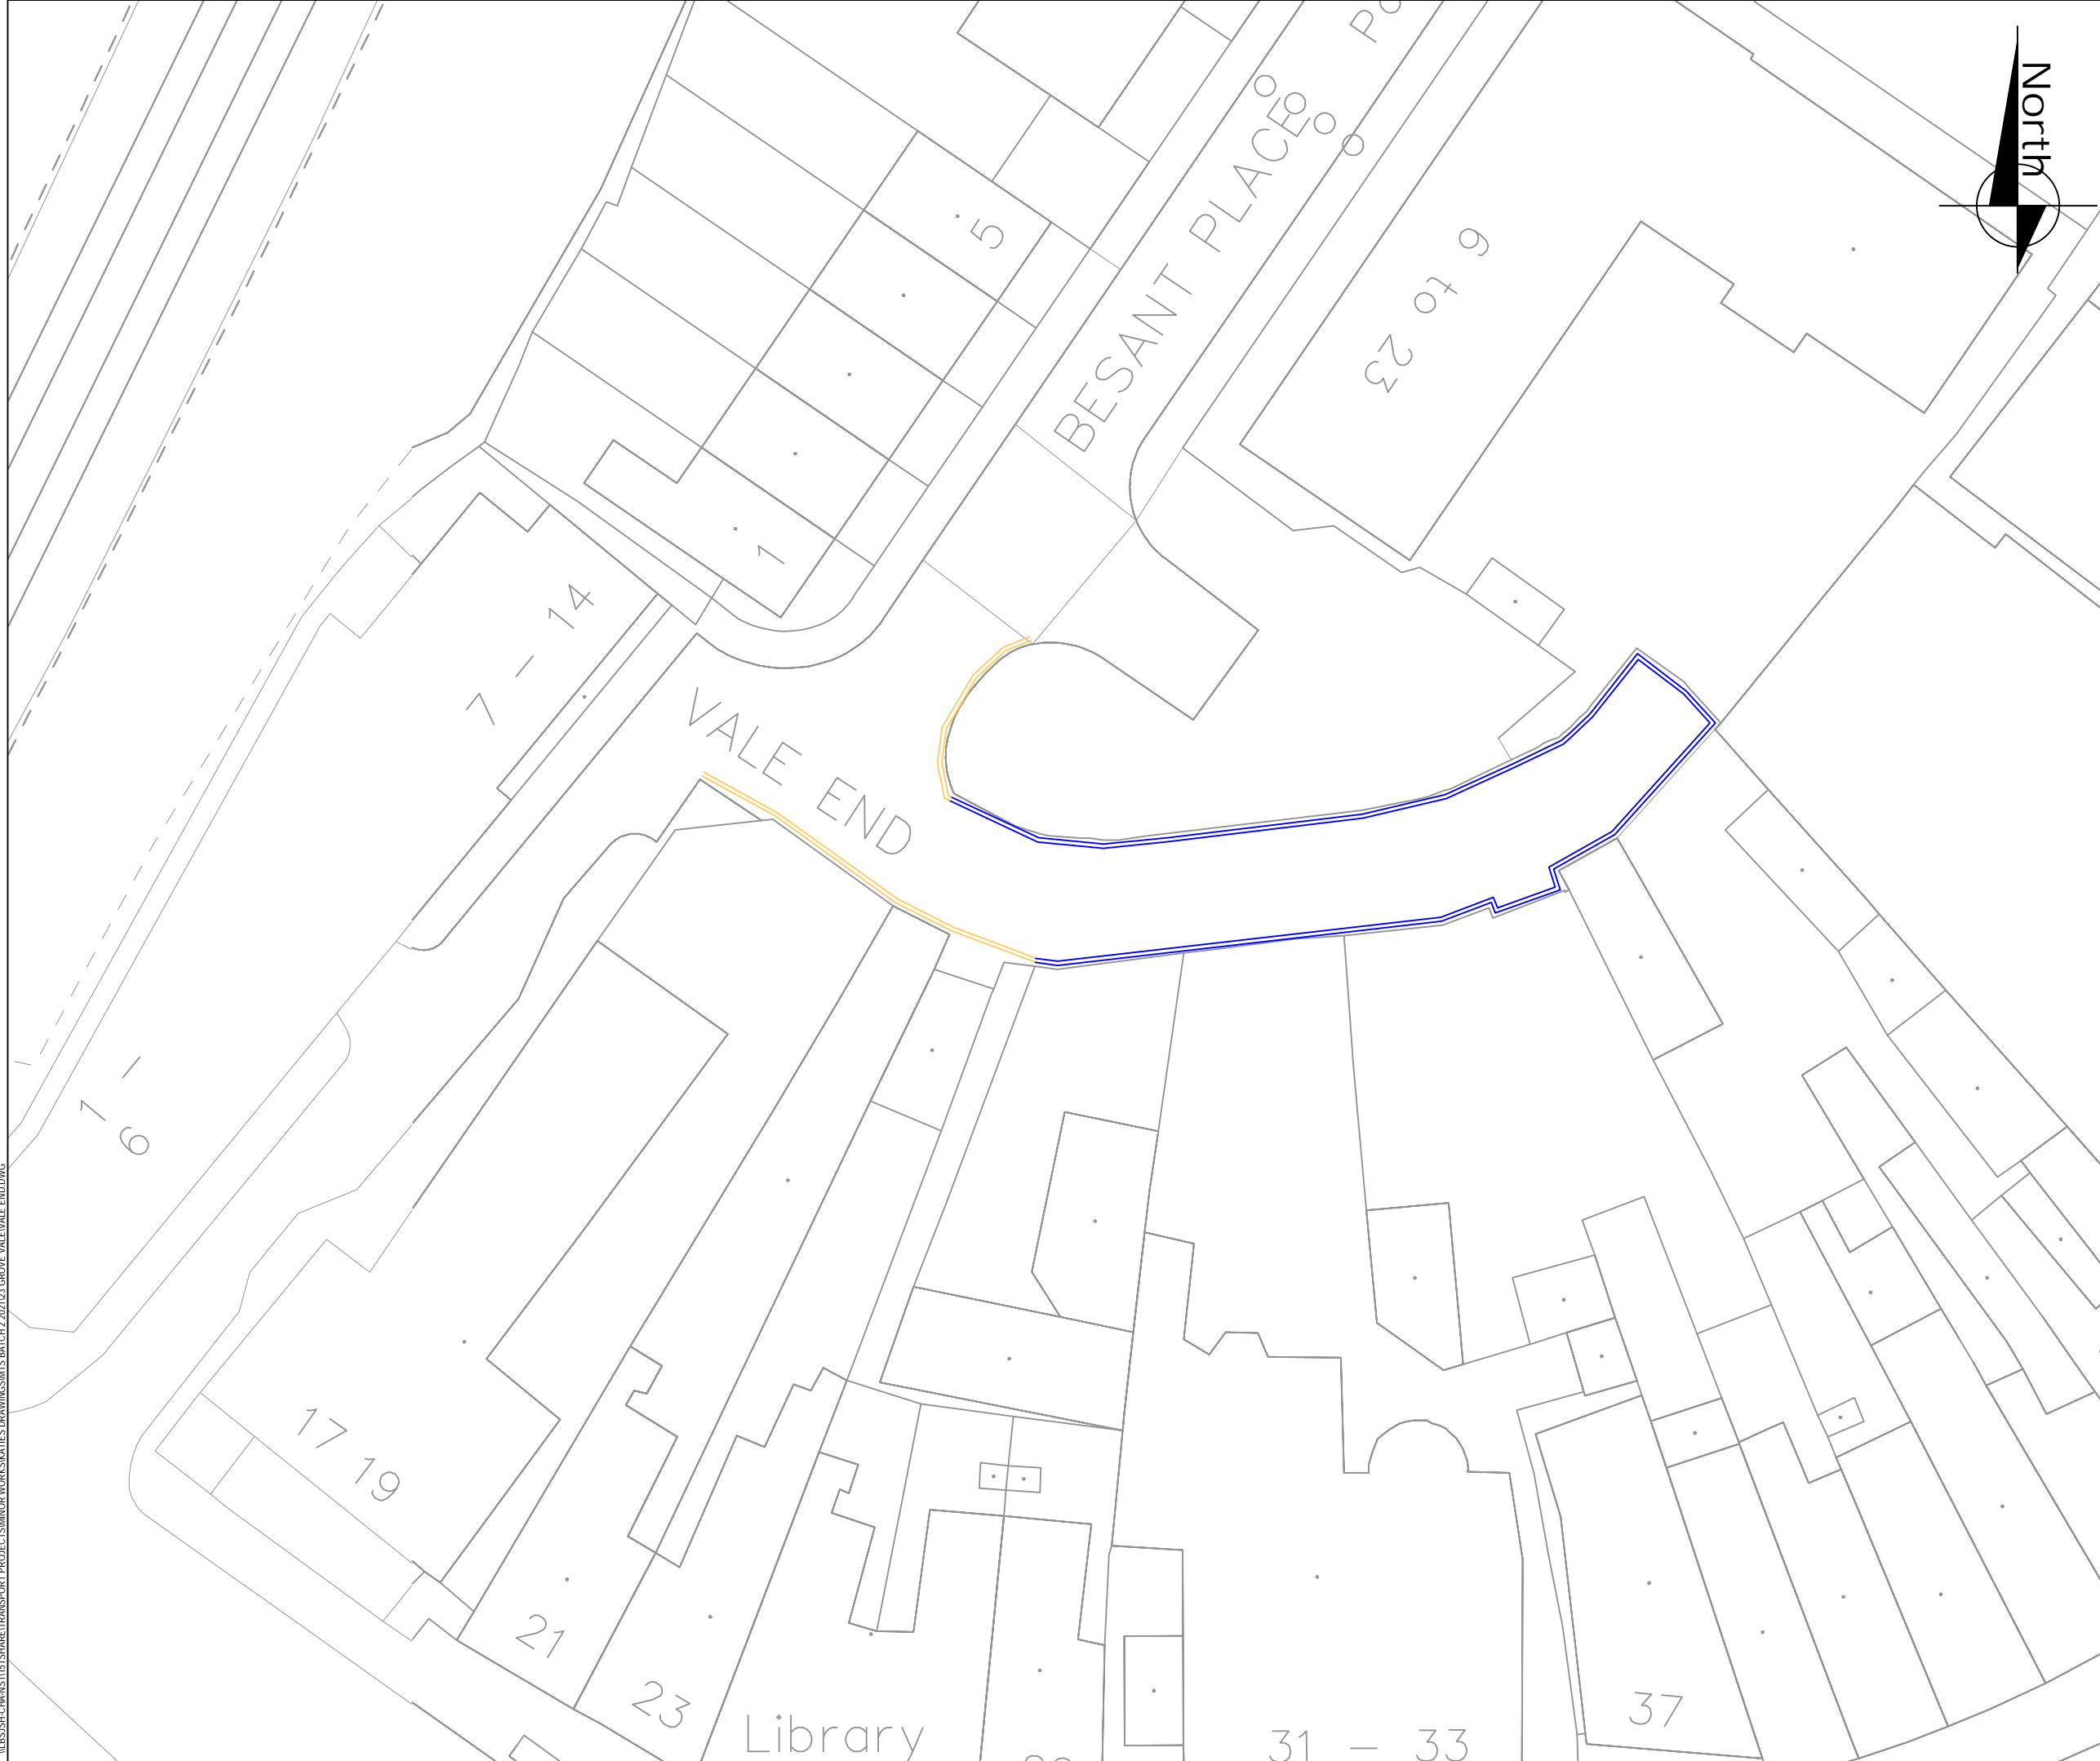 North
BESANT PLACE
5
9 to 23
1
7 - 14
VALE END
1 - 6
17
19
21
23
Library
31 - 33
37